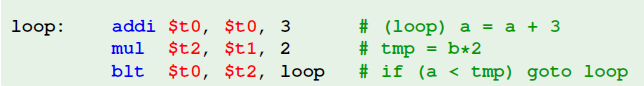 loop: addi $t0, $t0, 3 # (loop) a = a + 3
mul $t2, $t1, 2 # tmp = b*2
blt $t0, $t2, loop # if (a < tmp) goto loop